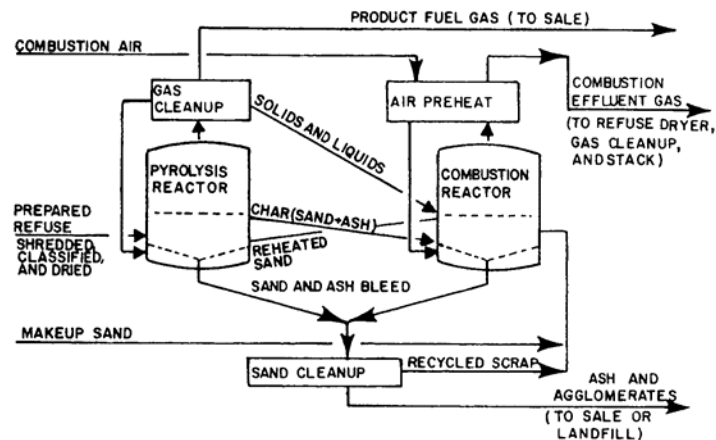 PRODUCT FUEL GAS (TO SALE)
COMBUSTION AIR
GAS
CLEANUP
AIR PREHEAT
COMBUSTION
EFFLUENT GAS
(TO REFUSE DRYER,
GAS CLEANUP,
AND STACK)
SOLIDS AND LIQUIDS
PYROLYSIS
REACTOR
COMBUSTION
REACTOR
CHAR(SAND+ASH)
PREPARED
REFUSE
SHREDDED,
CLASSIFIED,
AND DRIED
REHEATED
SAND
SAND AND ASH BLEED
MAKEUP SAND
SAND CLEANUP
RECYCLED SCRAP
ASH AND
AGGLOMERATES
(TO SALE OR
LANDFILL)